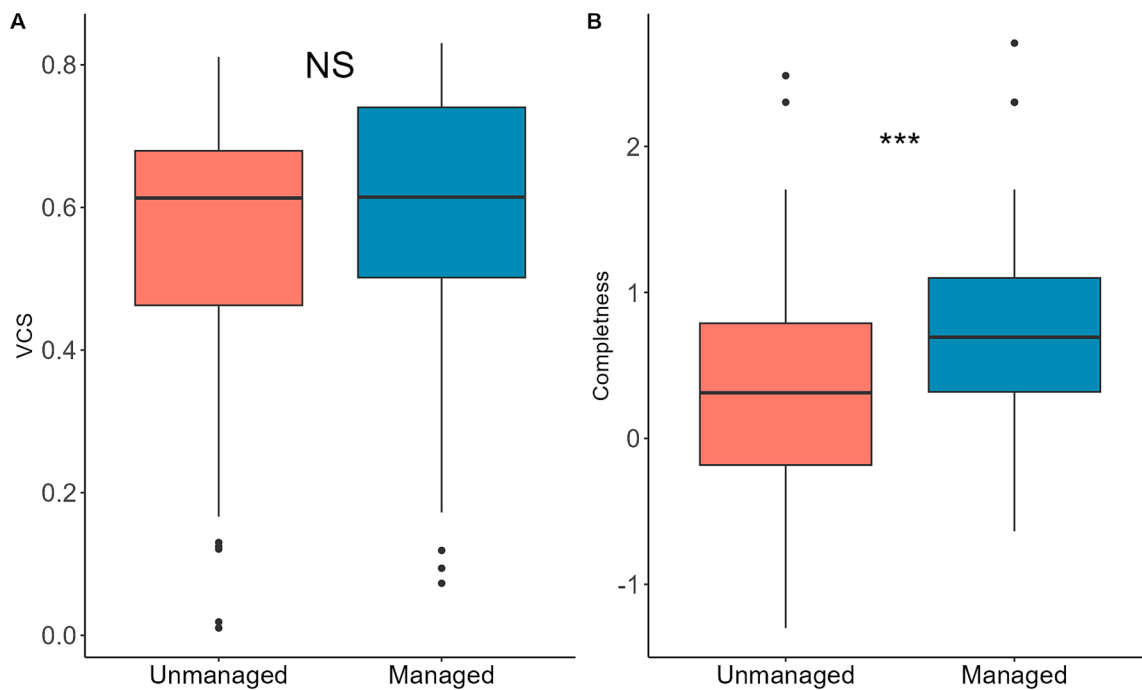 A
NS
0.8
0.6
0.4
0.2
0.0
VCS
Unmanaged
Managed
B
***
2
1
0
-1
Completness
Unmanaged
Managed